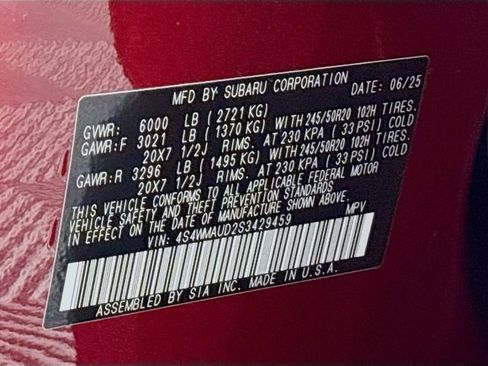 MFD BY SUBARU CORPORATION DATE: 06/25
GVWR: 6000 LB ( 2721 KG)
GAWR:F 3021 LB ( 1370 KG) WITH 245/50R20 102H TIRES.
20X7 1/2J RIMS. AT 230 KPA ( 33 PSI) COLD
GAWR:R 3296 LB ( 1495 KG) WITH 245/50R20 102H TIRES.
20X7 1/2J RIMS. AT 230 KPA ( 33 PSI) COLD
THIS VEHICLE CONFORMS TO ALL APPLICABLE FEDERAL MOTOR
VEHICLE SAFETY AND THEFT PREVENTION STANDARDS
IN EFFECT ON THE DATE OF MANUFACTURE SHOWN ABOVE.
VIN: 4S4WMAUD2S3429459 MPV
ASSEMBLED BY SIA INC. MADE IN U.S.A.